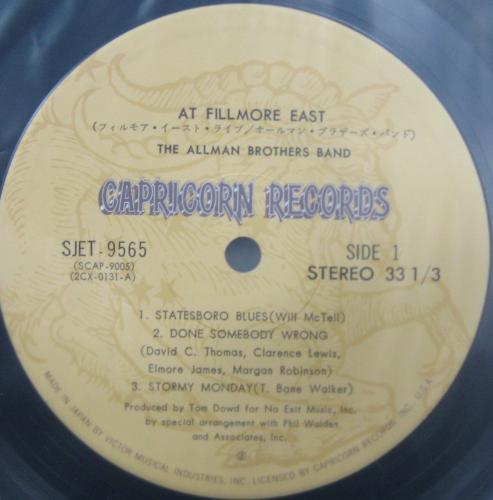 AT FILLMORE EAST
(フィルモア・イースト・ライブ/オールマン・ブラザーズ・バンド)
THE ALLMAN BROTHERS BAND
CAPRICORN RECORDS
SJET-9565
(SCAP-9005)
(2CX-0131-A)
SIDE 1
STEREO 33 1/3
1. STATESBORO BLUES(Will McTell)
2. DONE SOMEBODY WRONG
(David C. Thomas, Clarence Lewis,
Elmore James, Margan Robinson)
3. STORMY MONDAY(T. Bone Walker)
Produced by Tom Dowd for No Exit Music, Inc.
by special arrangement with Phil Walden
and Associates, Inc.
MADE IN JAPAN BY VICTOR MUSICAL INDUSTRIES, INC. LICENSED BY CAPRICORN RECORDS, INC. U.S.A.